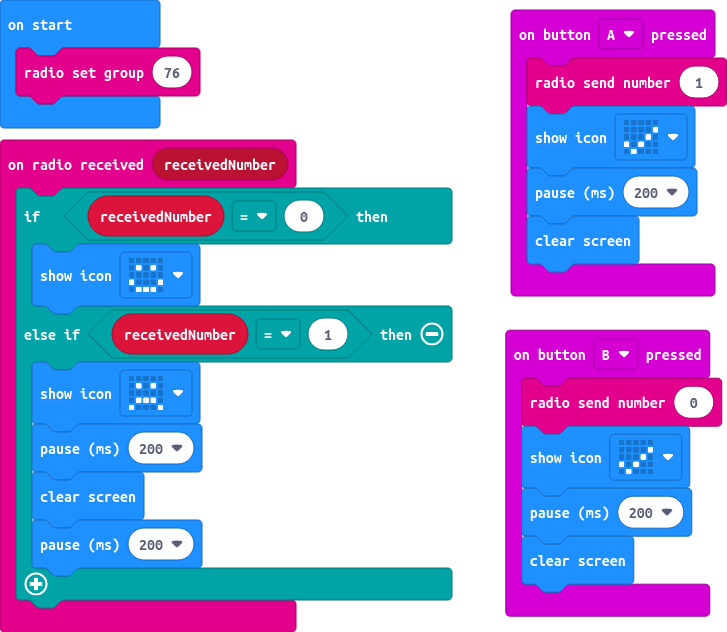 on start
radio set group 76
on radio received receivedNumber
if receivedNumber = 0 then
show icon
else if receivedNumber = 1 then
show icon
pause (ms) 200
clear screen
pause (ms) 200
on button A pressed
radio send number 1
show icon
pause (ms) 200
clear screen
on button B pressed
radio send number 0
show icon
pause (ms) 200
clear screen